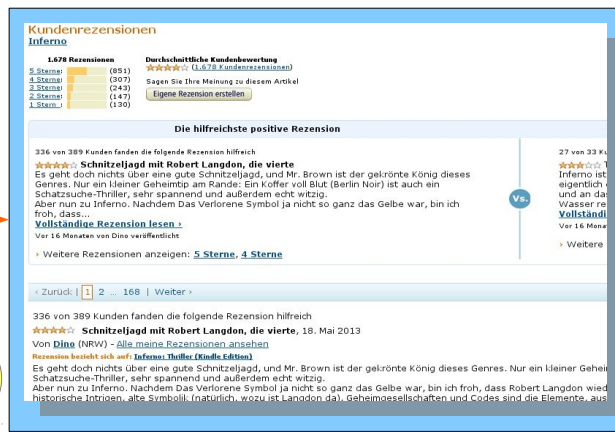 Kundenrezensionen
Inferno
1.678 Rezensionen
5 Sterne: (851)
4 Sterne: (307)
3 Sterne: (243)
2 Sterne: (147)
1 Stern : (130)
Durchschnittliche Kundenbewertung
(1.678 Kundenrezensionen)
Sagen Sie Ihre Meinung zu diesem Artikel
Eigene Rezension erstellen
Die hilfreichste positive Rezension
336 von 389 Kunden fanden die folgende Rezension hilfreich
Schnitzeljagd mit Robert Langdon, die vierte
Es geht doch nichts über eine gute Schnitzeljagd, und Mr. Brown ist der gekrönte König dieses
Genres. Nur ein kleiner Geheimtip am Rande: Ein Koffer voll Blut (Berlin Noir) ist auch ein
Schatzsuche-Thriller, sehr spannend und außerdem echt witzig.
Aber nun zu Inferno. Nachdem Das Verlorene Symbol ja nicht so ganz das Gelbe war, bin ich
froh, dass...
Vollständige Rezension lesen ›
Vor 16 Monaten von Dino veröffentlicht
› Weitere Rezensionen anzeigen: 5 Sterne, 4 Sterne
Vs.
27 von 33 Ku
Inferno ist
eigentlich
und an das
Wasser re
Vollständi
Vor 16 Monat
› Weitere
‹ Zurück | 1 2 ... 168 | Weiter ›
336 von 389 Kunden fanden die folgende Rezension hilfreich
Schnitzeljagd mit Robert Langdon, die vierte, 18. Mai 2013
Von Dino (NRW) - Alle meine Rezensionen ansehen
Rezension bezieht sich auf: Inferno: Thriller (Kindle Edition)
Es geht doch nichts über eine gute Schnitzeljagd, und Mr. Brown ist der gekrönte König dieses Genres. Nur ein kleiner Gehei
Schatzsuche-Thriller, sehr spannend und außerdem echt witzig.
Aber nun zu Inferno. Nachdem Das Verlorene Symbol ja nicht so ganz das Gelbe war, bin ich froh, dass Robert Langdon wied
historische Intrigen, alte Symbolik (natürlich, wozu ist Langdon da), Geheimgesellschaften und Codes sind die Elemente, aus